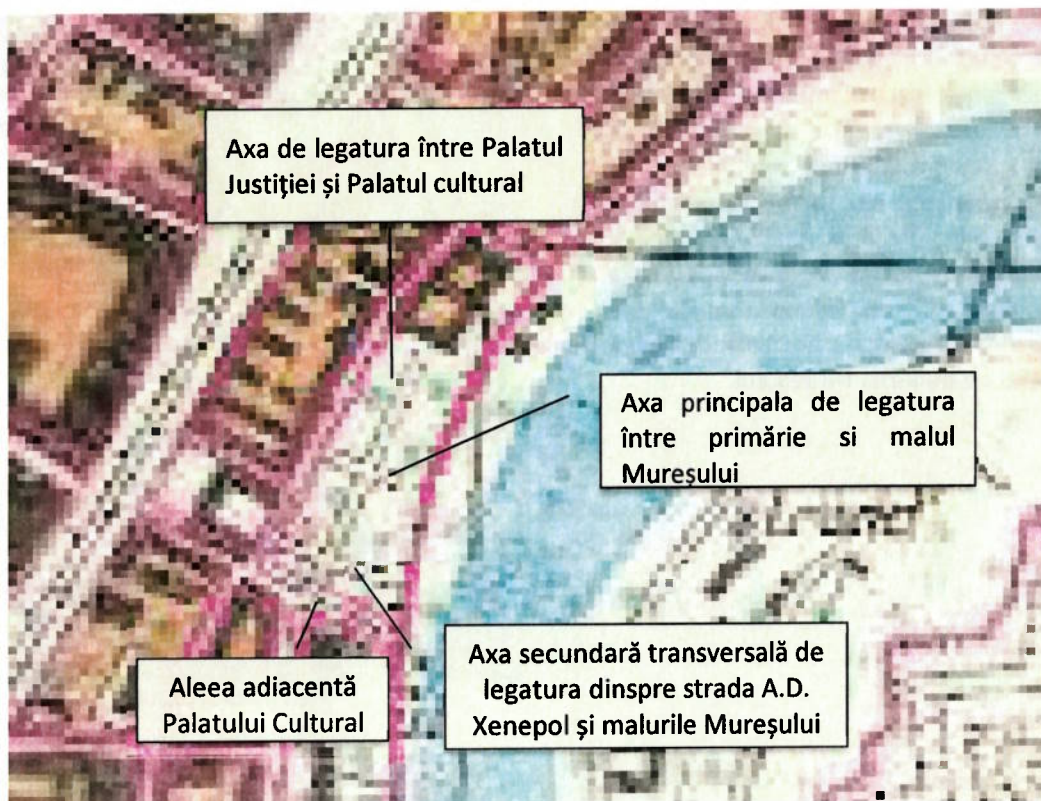 Axa de legatura între Palatul
Justiției și Palatul cultural
Axa principala de legatura
între primărie si malul
Mureșului
Aleea adiacentă
Palatului Cultural
Axa secundară transversală de
legatura dinspre strada A.D.
Xenepol și malurile Mureșului